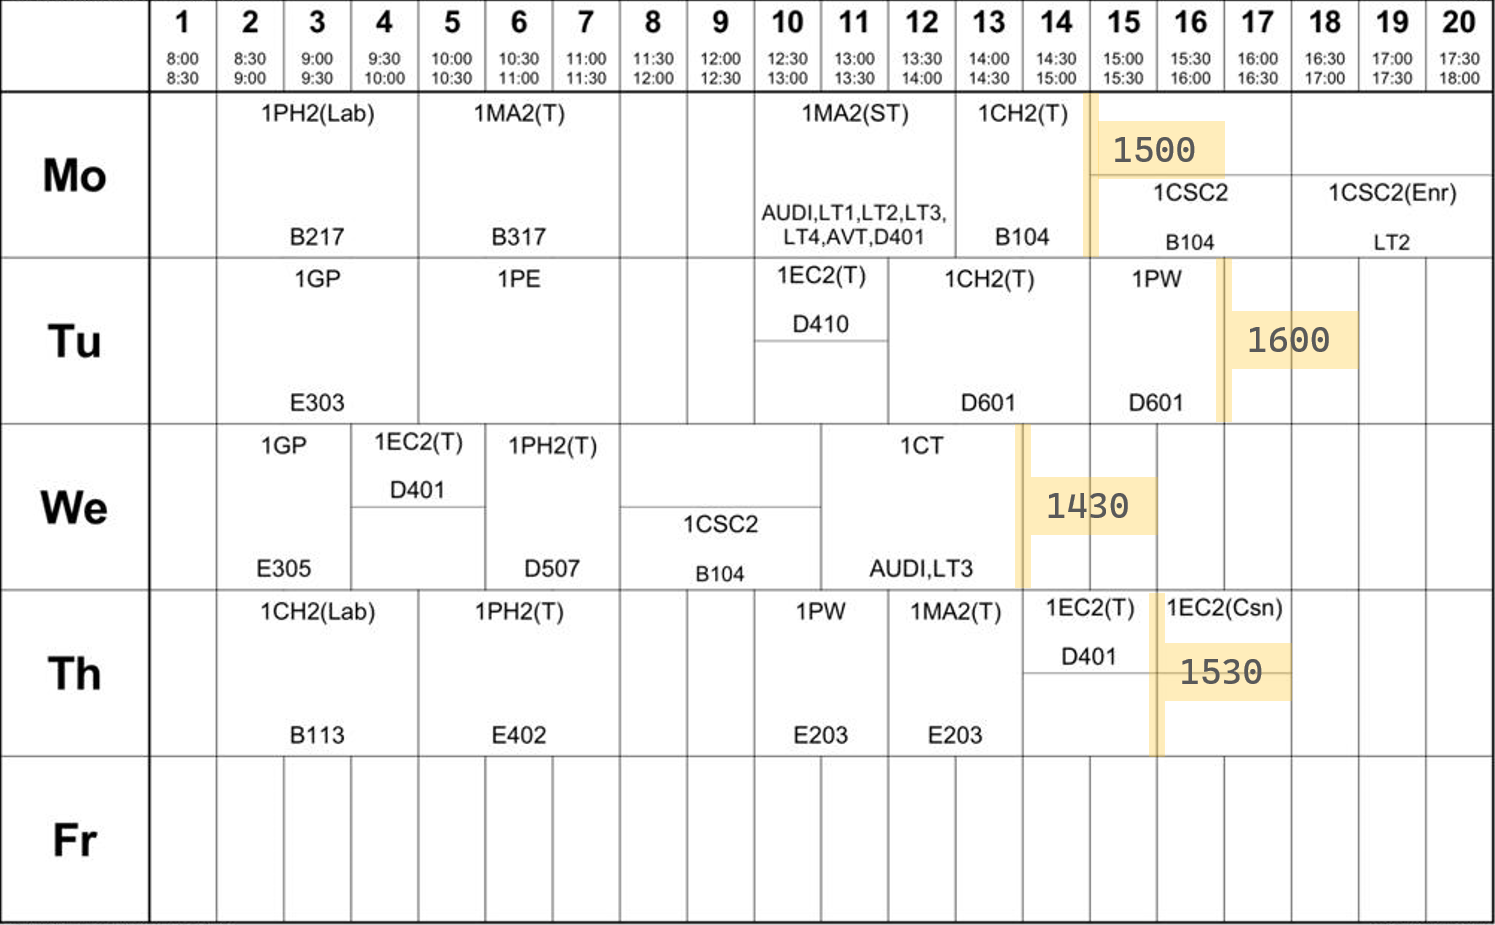 1 2 3 4 5 6 7 8 9 10 11 12 13 14 15 16 17 18 19 20
8:00 8:30 9:00 9:30 10:00 10:30 11:00 11:30 12:00 12:30 13:00 13:30 14:00 14:30 15:00 15:30 16:00 16:30 17:00 17:30
8:30 9:00 9:30 10:00 10:30 11:00 11:30 12:00 12:30 13:00 13:30 14:00 14:30 15:00 15:30 16:00 16:30 17:00 17:30 18:00
Mo
1PH2(Lab)
B217
1MA2(T)
B317
1MA2(ST)
AUDI,LT1,LT2,LT3,
LT4,AVT,D401
1CH2(T)
B104
1500
1CSC2
B104
1CSC2(Enr)
LT2
Tu
1GP
E303
1PE
1EC2(T)
D410
1CH2(T)
D601
1PW
D601
1600
We
1GP
E305
1EC2(T)
D401
1PH2(T)
D507
1CSC2
B104
1CT
AUDI,LT3
1430
Th
1CH2(Lab)
B113
1PH2(T)
E402
1PW
E203
1MA2(T)
E203
1EC2(T)
D401
1EC2(Csn)
1530
Fr